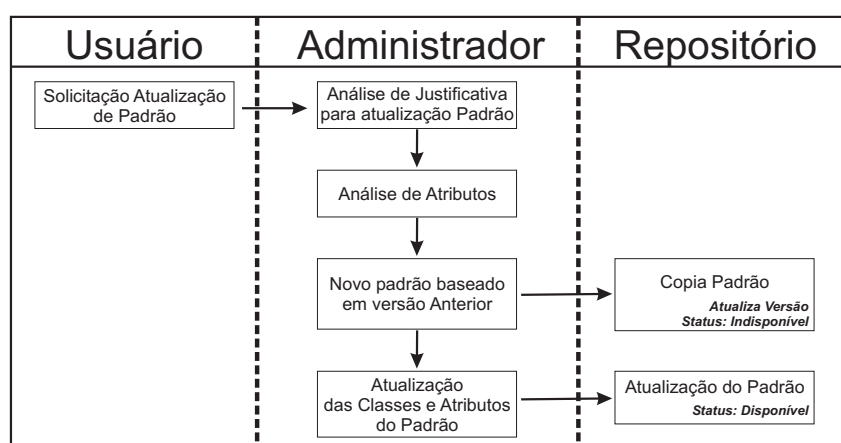 Usuário
Administrador
Repositório
Solicitação Atualização
de Padrão
Análise de Justificativa
para atualização Padrão
Análise de Atributos
Novo padrão baseado
em versão Anterior
Copia Padrão
Atualiza Versão
Status: Indisponível
Atualização
das Classes e Atributos
do Padrão
Atualização do Padrão
Status: Disponível